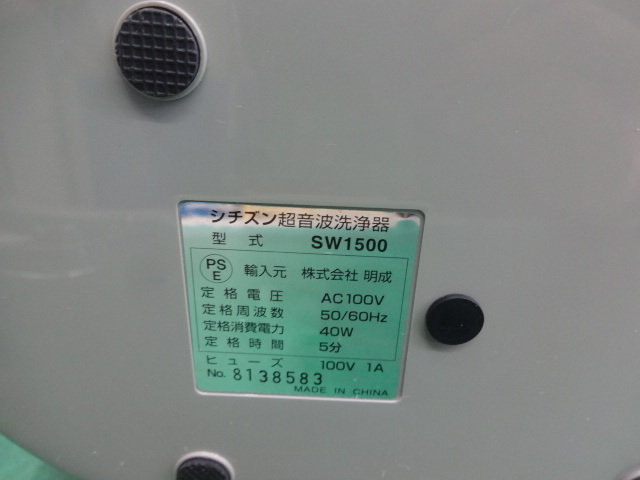 シチズン超音波洗浄器
型式 SW1500
PSE 輸入元 株式会社 明成
定格電圧 AC100V
定格周波数 50/60Hz
定格消費電力 40W
定格時間 5分
ヒューズ 100V 1A
No. 8138583
MADE IN CHINA